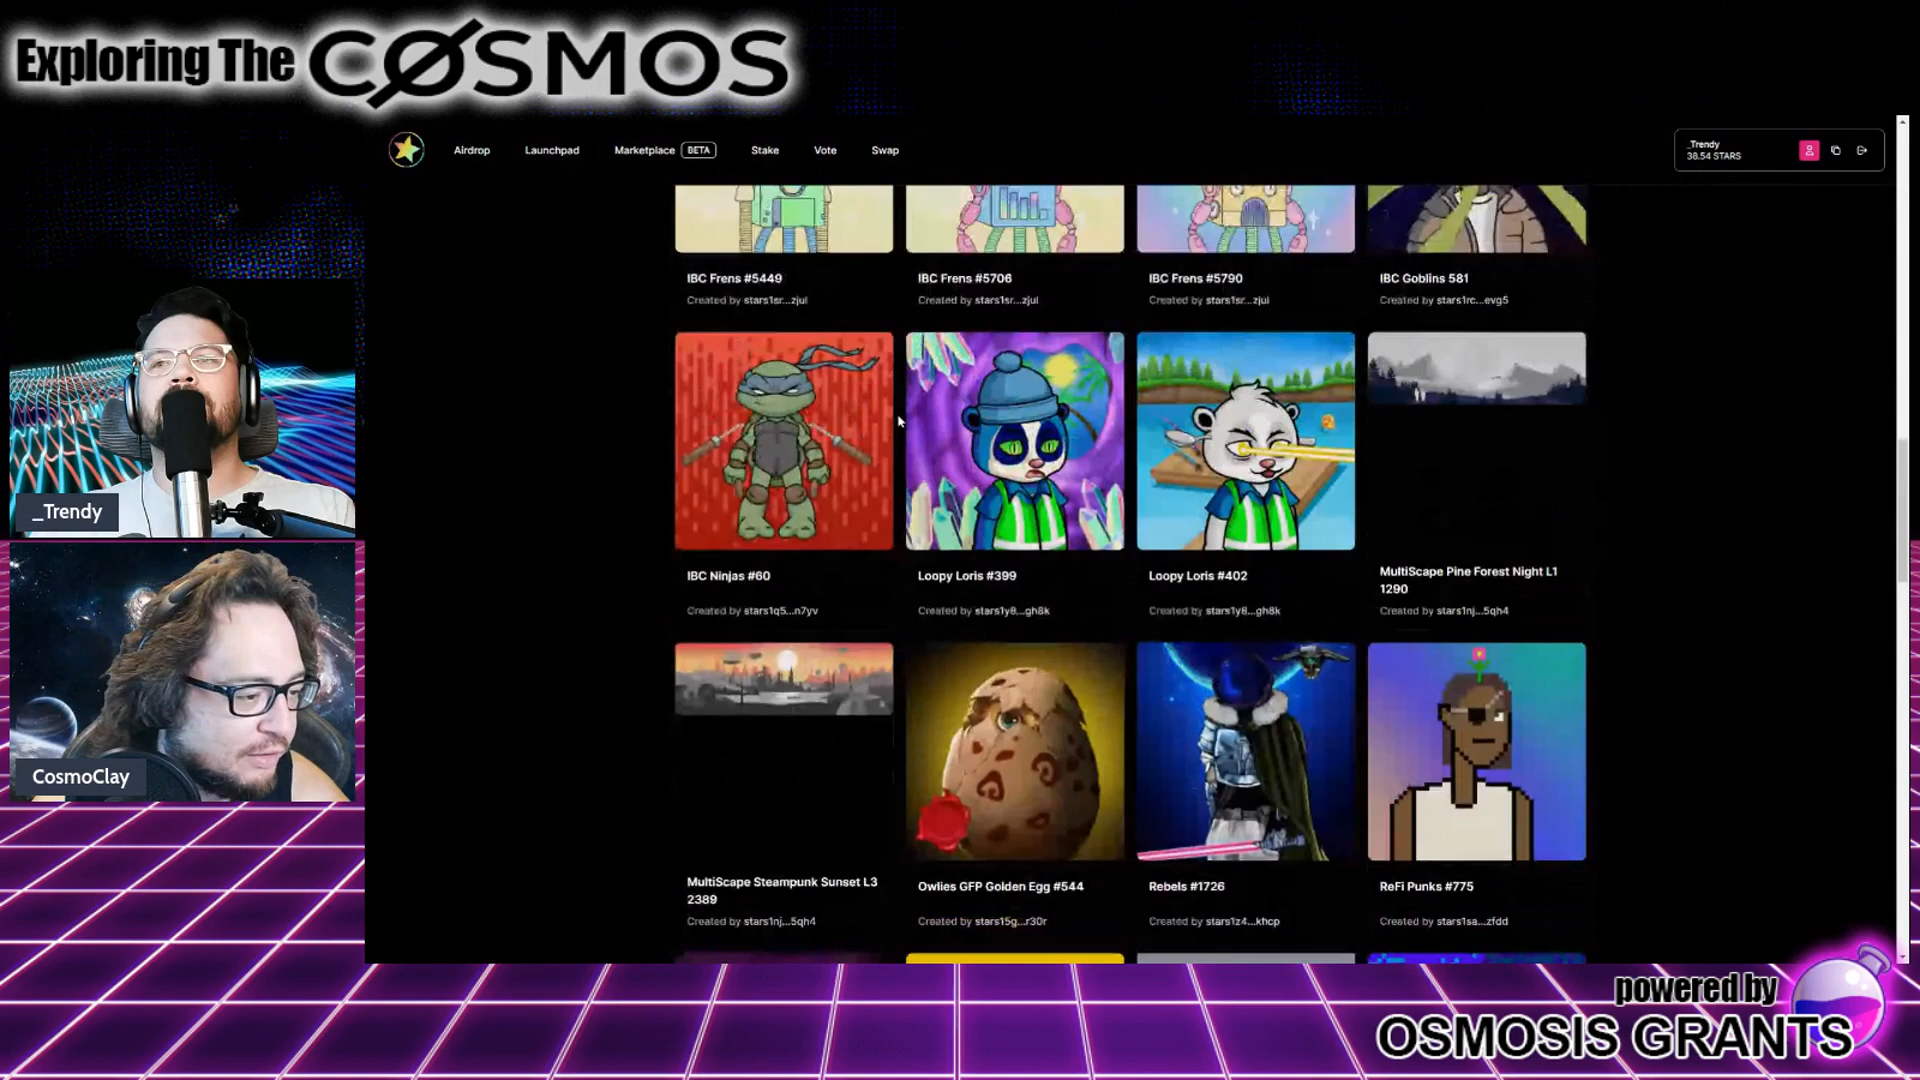 Exploring The COSMOS
Airdrop
Launchpad
Marketplace BETA
Stake
Vote
Swap
_Trendy
38.54 STARS
IBC Frens #5449
Created by stars1sr...zjul
IBC Frens #5706
Created by stars1sr...zjul
IBC Frens #5790
Created by stars1sr...zjul
IBC Goblins 581
Created by stars1rc...evg5
IBC Ninjas #60
Created by stars1q5...n7yv
Loopy Loris #399
Created by stars1y8...gh8k
Loopy Loris #402
Created by stars1y8...gh8k
MultiScape Pine Forest Night L1
1290
Created by stars1nj...5qh4
MultiScape Steampunk Sunset L3
2389
Created by stars1nj...5qh4
Owlies GFP Golden Egg #544
Created by stars15g...r30r
Rebels #1726
Created by stars1z4...khcp
ReFi Punks #775
Created by stars1sa...zfdd
_Trendy
CosmoClay
powered by
OSMOSIS GRANTS